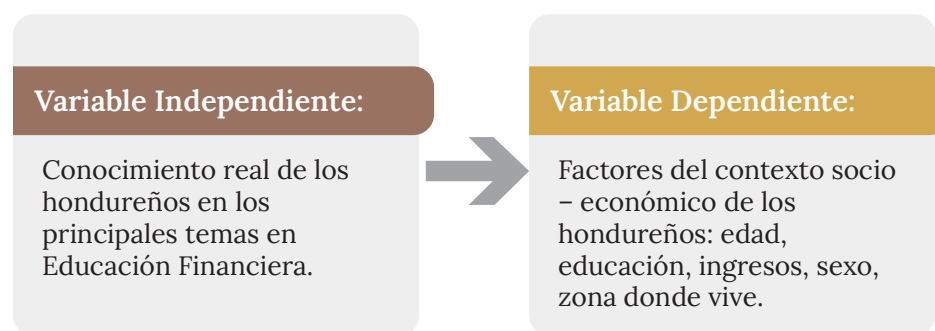 Variable Independiente:
Conocimiento real de los
hondureños en los
principales temas en
Educación Financiera.
Variable Dependiente:
Factores del contexto socio
– económico de los
hondureños: edad,
educación, ingresos, sexo,
zona donde vive.